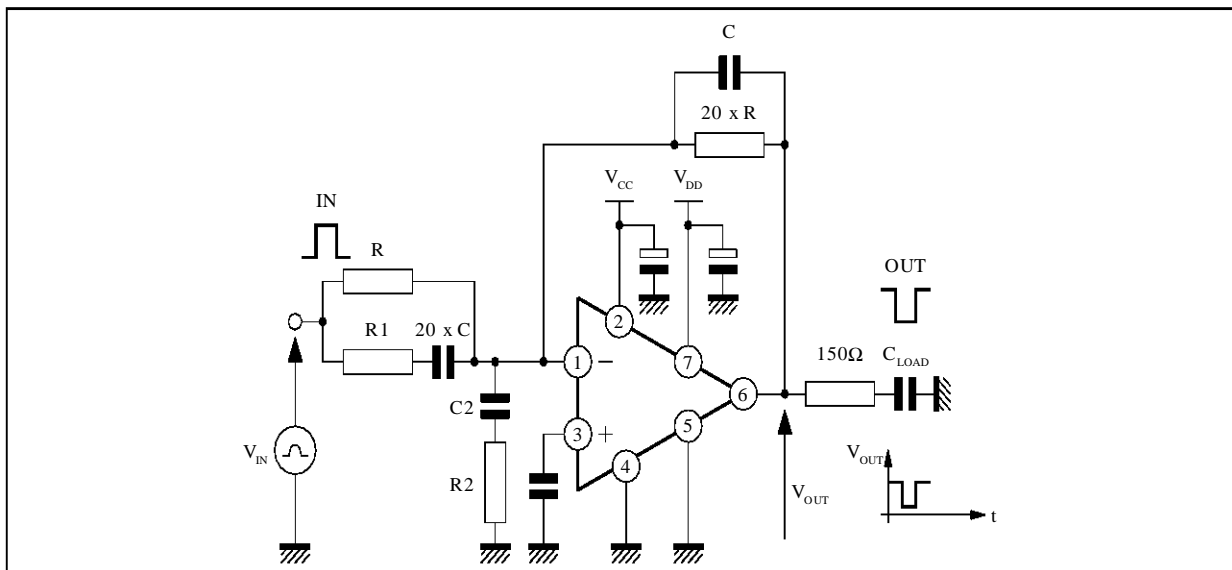 C
20 x R
V_CC
V_DD
IN
R
OUT
2
R1
20 x C
1
−
7
150Ω
C_LOAD
6
C2
3
+
5
V_IN
4
R2
V_OUT
V_OUT
t